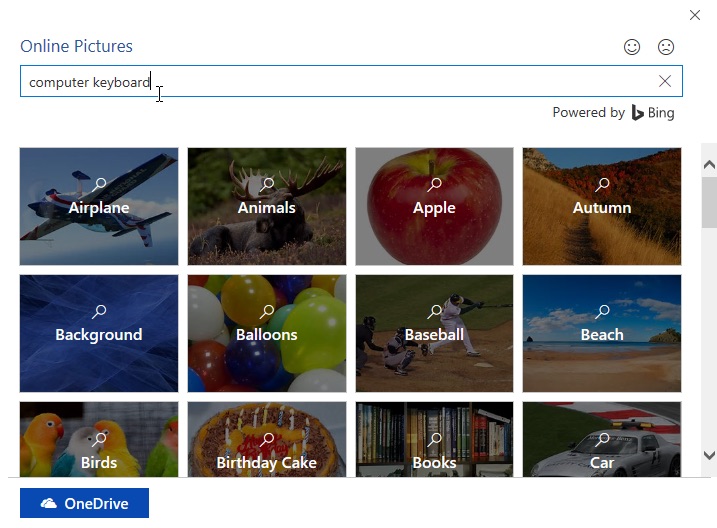 Online Pictures
computer keyboard
Powered by Bing
Airplane
Animals
Apple
Autumn
Background
Balloons
Baseball
Beach
Birds
Birthday Cake
Books
Car
OneDrive